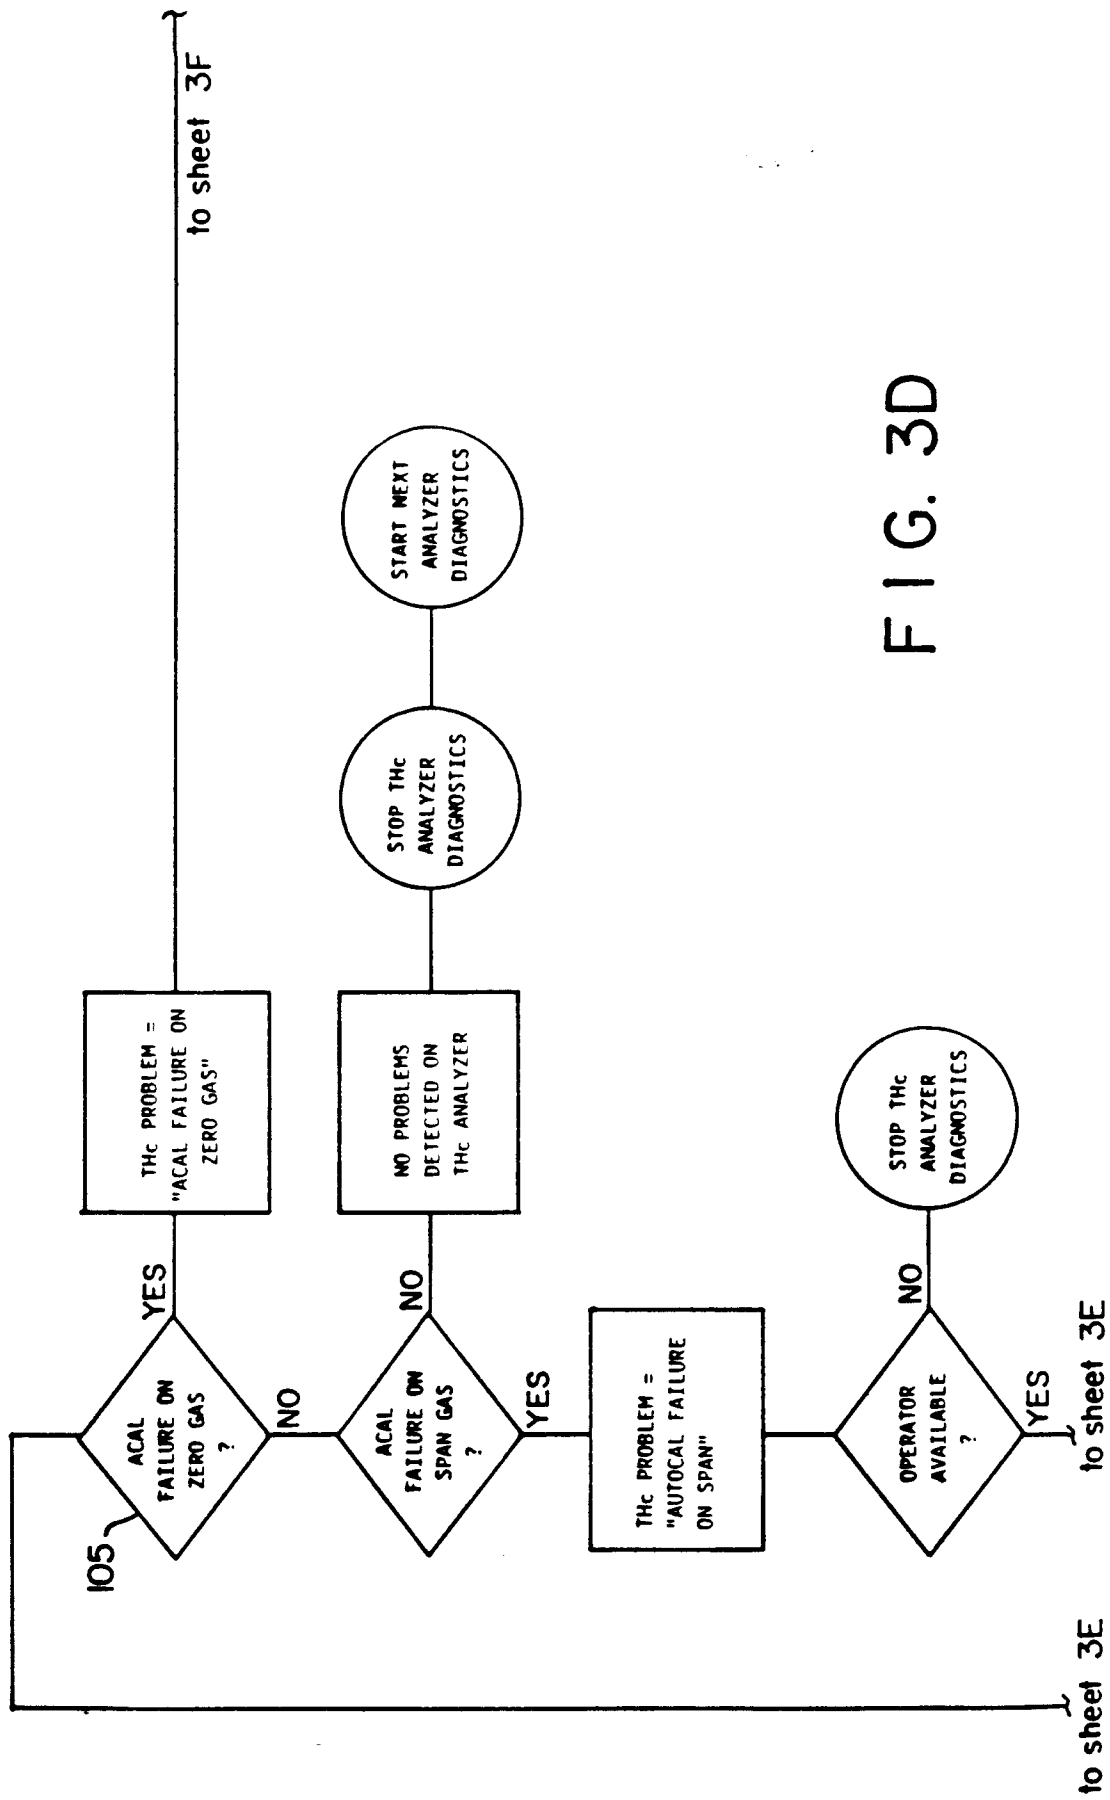 to sheet 3F
105
ACAL
FAILURE ON
ZERO GAS
?
YES
THc PROBLEM =
"ACAL FAILURE ON
ZERO GAS"
NO
ACAL
FAILURE ON
SPAN GAS
?
NO
NO PROBLEMS
DETECTED ON
THc ANALYZER
STOP THc
ANALYZER
DIAGNOSTICS
START NEXT
ANALYZER
DIAGNOSTICS
YES
THc PROBLEM =
"AUTOCAL FAILURE
ON SPAN"
OPERATOR
AVAILABLE
?
NO
STOP THc
ANALYZER
DIAGNOSTICS
YES
to sheet 3E
to sheet 3E
FIG. 3D